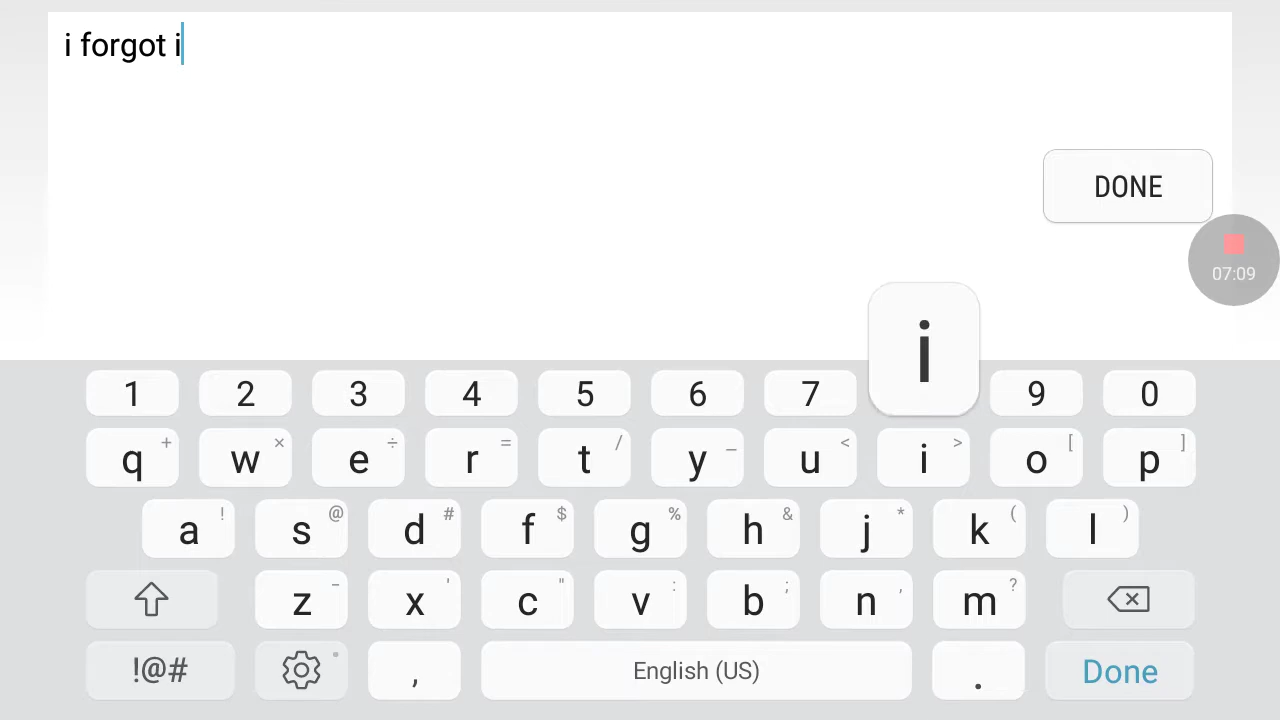 i forgot i
DONE
07:09
i
1 2 3 4 5 6 7 9 0
q + w × e ÷ r = t / y _ u < i > o [ p ]
a ! s @ d # f $ g % h & j * k ( l )
z - x ' c " v : b ; n , m ?
!@# , English (US) . Done